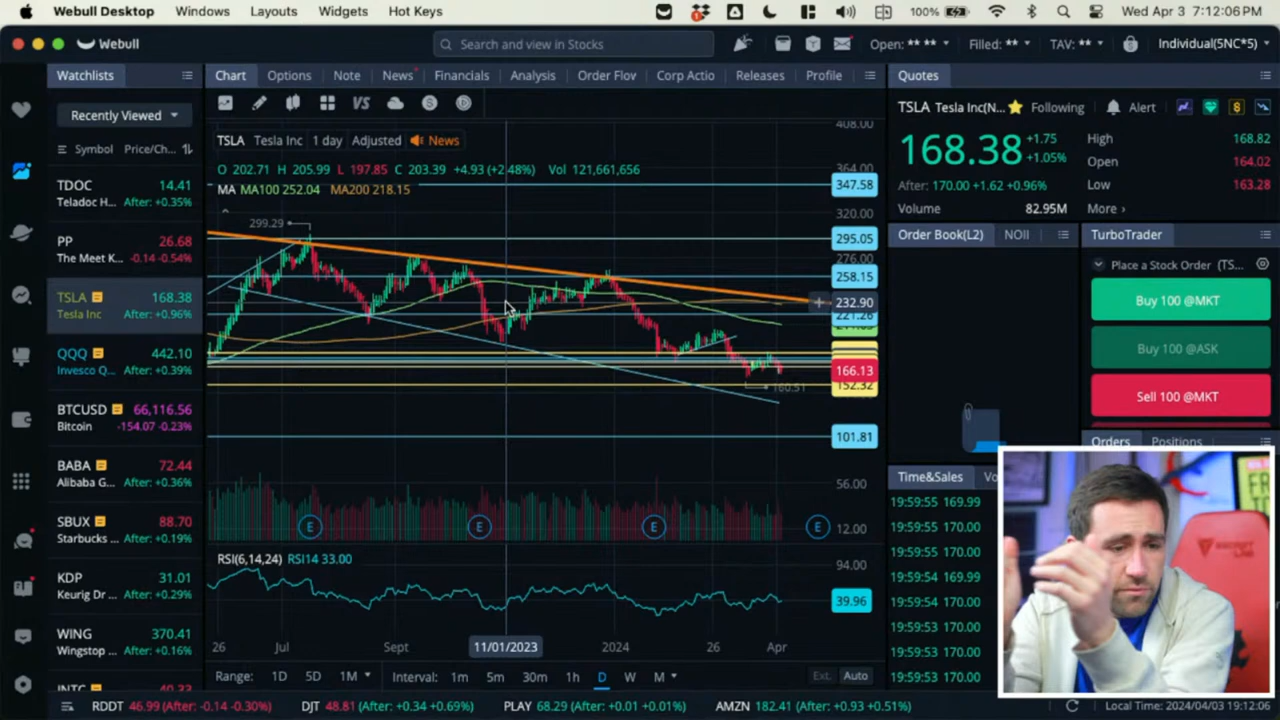 Webull Desktop Windows Layouts Widgets Hot Keys
100% Wed Apr 3 7:12:06 PM
Webull
Search and view in Stocks
Open: ** ** Filled: ** TAV: ** Individual(5NC*5)
Watchlists
Recently Viewed
Symbol Price/Ch...
TDOC 14.41
Teladoc H... After: +0.35%
PP 26.68
The Meet K... -0.14 -0.54%
TSLA 168.38
Tesla Inc After: +0.96%
QQQ 442.10
Invesco Q... After: +0.39%
BTCUSD 66,116.56
Bitcoin -154.07 -0.23%
BABA 72.44
Alibaba G... After: +0.36%
SBUX 88.70
Starbucks ... After: +0.19%
KDP 31.01
Keurig Dr ... After: +0.29%
WING 370.41
Wingstop ... After: +0.16%
INTC 40.33
Chart Options Note News Financials Analysis Order Flov Corp Actio Releases Profile
VS
TSLA Tesla Inc 1 day Adjusted News
O 202.71 H 205.99 L 197.85 C 203.39 +4.93 (+2.48%) Vol 121,661,656
MA MA100 252.04 MA200 218.15
299.29
160.51
408.00
364.00
347.58
320.00
295.05
276.00
258.15
232.90
221.26
166.13
152.32
101.81
56.00
12.00
E E E E
RSI(6,14,24) RSI14 33.00
94.00
39.96
26 Jul Sept 11/01/2023 2024 26 Apr
Range: 1D 5D 1M Interval: 1m 5m 30m 1h D W M Ext. Auto
Quotes
TSLA Tesla Inc(N... Following Alert
168.38 +1.75
+1.05%
After: 170.00 +1.62 +0.96%
Volume 82.95M
High 168.82
Open 164.02
Low 163.28
More ›
Order Book(L2) NOII
TurboTrader
Place a Stock Order (TS...
Buy 100 @MKT
Buy 100 @ASK
Sell 100 @MKT
Orders Positions
Time&Sales
19:59:55 169.99
19:59:55 170.00
19:59:55 170.00
19:59:54 169.99
19:59:54 170.00
19:59:53 170.00
19:59:53 170.00
19:59:53 170.00
RDDT 46.99 (After: -0.14 -0.30%) DJT 48.81 (After: +0.34 +0.69%) PLAY 68.29 (After: +0.01 +0.01%) AMZN 182.41 (After: +0.93 +0.51%) Local Time: 2024/04/03 19:12:06